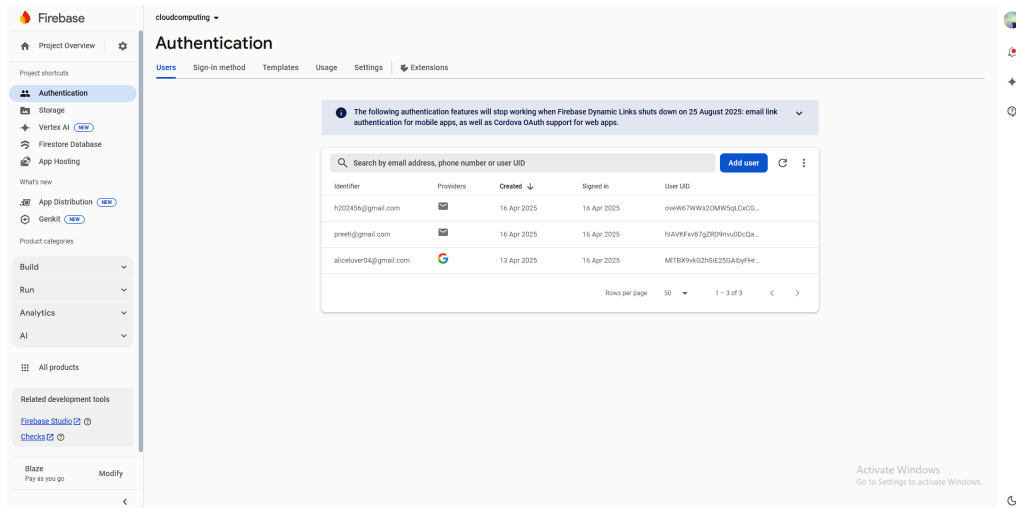 Firebase
Project Overview
Project shortcuts
Authentication
Storage
Vertex AI NEW
Firestore Database
App Hosting
What's new
App Distribution NEW
Genkit NEW
Product categories
Build
Run
Analytics
AI
All products
Related development tools
Firebase Studio
Checks
Blaze
Pay as you go
Modify
cloudcomputing
Authentication
Users Sign-in method Templates Usage Settings Extensions
The following authentication features will stop working when Firebase Dynamic Links shuts down on 25 August 2025: email link
authentication for mobile apps, as well as Cordova OAuth support for web apps.
Search by email address, phone number or user UID Add user
Identifier Providers Created Signed in User UID
h202456@gmail.com 16 Apr 2025 16 Apr 2025 oveW67WWs2OMW5qLCxCG...
preeti@gmail.com 16 Apr 2025 16 Apr 2025 hIAVKFxv87gZRD9nvu0DcQa...
aliceluver04@gmail.com 13 Apr 2025 16 Apr 2025 MlTBX9vkG2hSiE25GAIbyFHr...
Rows per page 50 1 – 3 of 3
Activate Windows
Go to Settings to activate Windows.